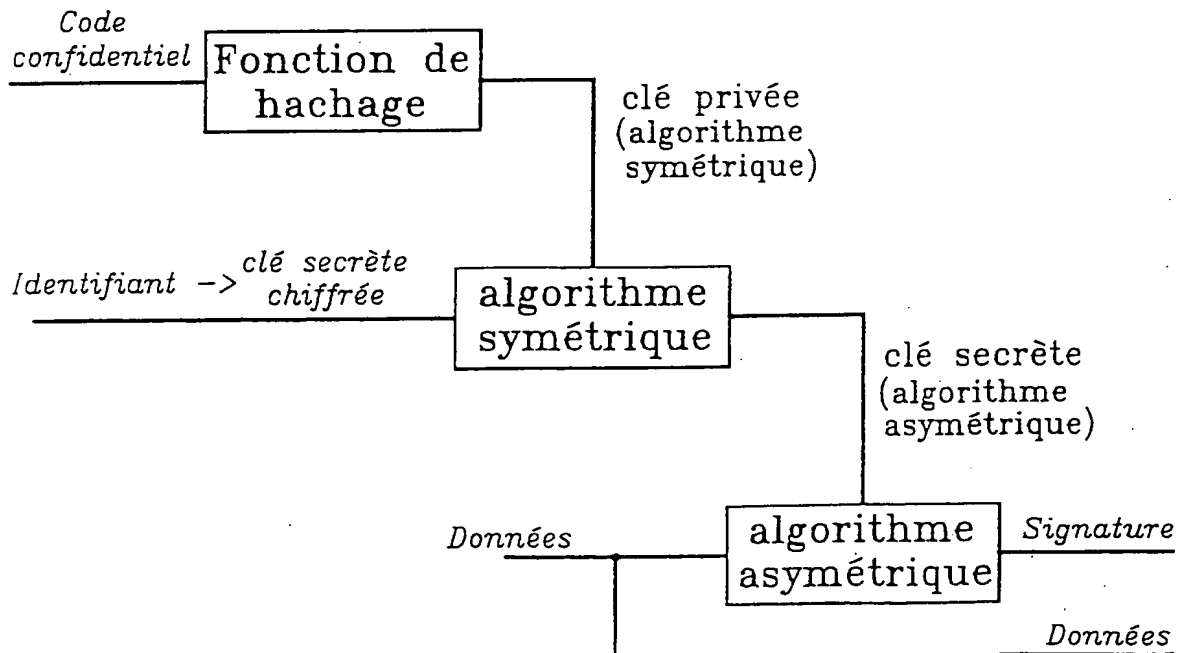 Code
confidentiel
Fonction de
hachage
clé privée
(algorithme
symétrique)
Identifiant -> clé secrète
chiffrée
algorithme
symétrique
clé secrète
(algorithme
asymétrique)
Données
algorithme
asymétrique
Signature
Données